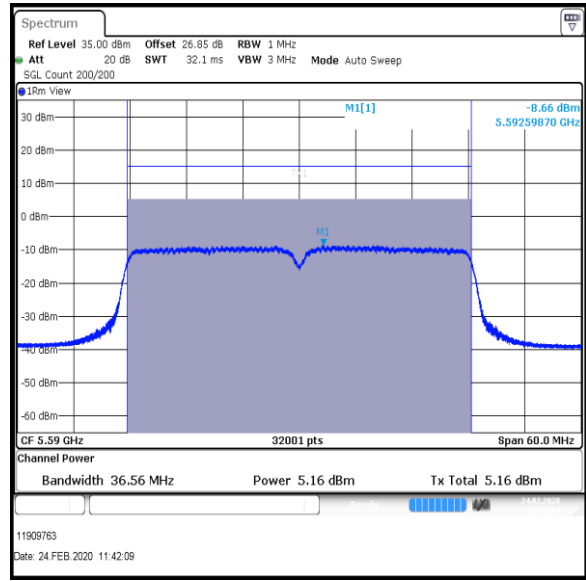 Spectrum
Ref Level 35.00 dBm Offset 26.85 dB RBW 1 MHz
Att 20 dB SWT 32.1 ms VBW 3 MHz Mode Auto Sweep
SGL Count 200/200
1Rm View
M1[1] -8.66 dBm
5.59259870 GHz
30 dBm
20 dBm
10 dBm
0 dBm
M1
-10 dBm
-20 dBm
-30 dBm
-40 dBm
-50 dBm
-60 dBm
CF 5.59 GHz 32001 pts Span 60.0 MHz
Channel Power
Bandwidth 36.56 MHz Power 5.16 dBm Tx Total 5.16 dBm
Ready
11909763
Date: 24.FEB.2020 11:42:09